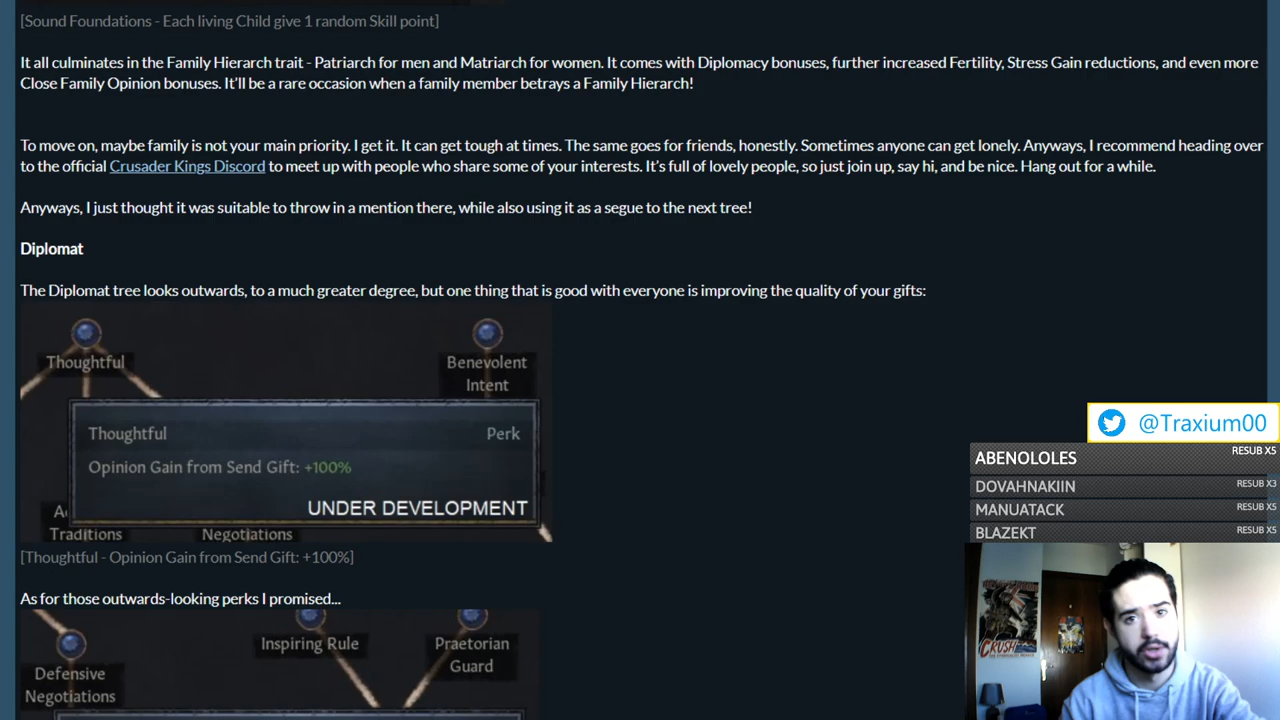 [Sound Foundations - Each living Child give 1 random Skill point]
It all culminates in the Family Hierarch trait - Patriarch for men and Matriarch for women. It comes with Diplomacy bonuses, further increased Fertility, Stress Gain reductions, and even more
Close Family Opinion bonuses. It'll be a rare occasion when a family member betrays a Family Hierarch!
To move on, maybe family is not your main priority. I get it. It can get tough at times. The same goes for friends, honestly. Sometimes anyone can get lonely. Anyways, I recommend heading over
to the official Crusader Kings Discord to meet up with people who share some of your interests. It's full of lovely people, so just join up, say hi, and be nice. Hang out for a while.
Anyways, I just thought it was suitable to throw in a mention there, while also using it as a segue to the next tree!
Diplomat
The Diplomat tree looks outwards, to a much greater degree, but one thing that is good with everyone is improving the quality of your gifts:
Thoughtful
Benevolent
Intent
Thoughtful Perk
Opinion Gain from Send Gift: +100%
UNDER DEVELOPMENT
Traditions
Negotiations
[Thoughtful - Opinion Gain from Send Gift: +100%]
As for those outwards-looking perks I promised...
Inspiring Rule
Praetorian
Guard
Defensive
Negotiations
@Traxium00
ABENOLOLES RESUB X5
DOVAHNAKIIN RESUB X3
MANUATACK RESUB X5
BLAZEKT RESUB X5
CRUSH